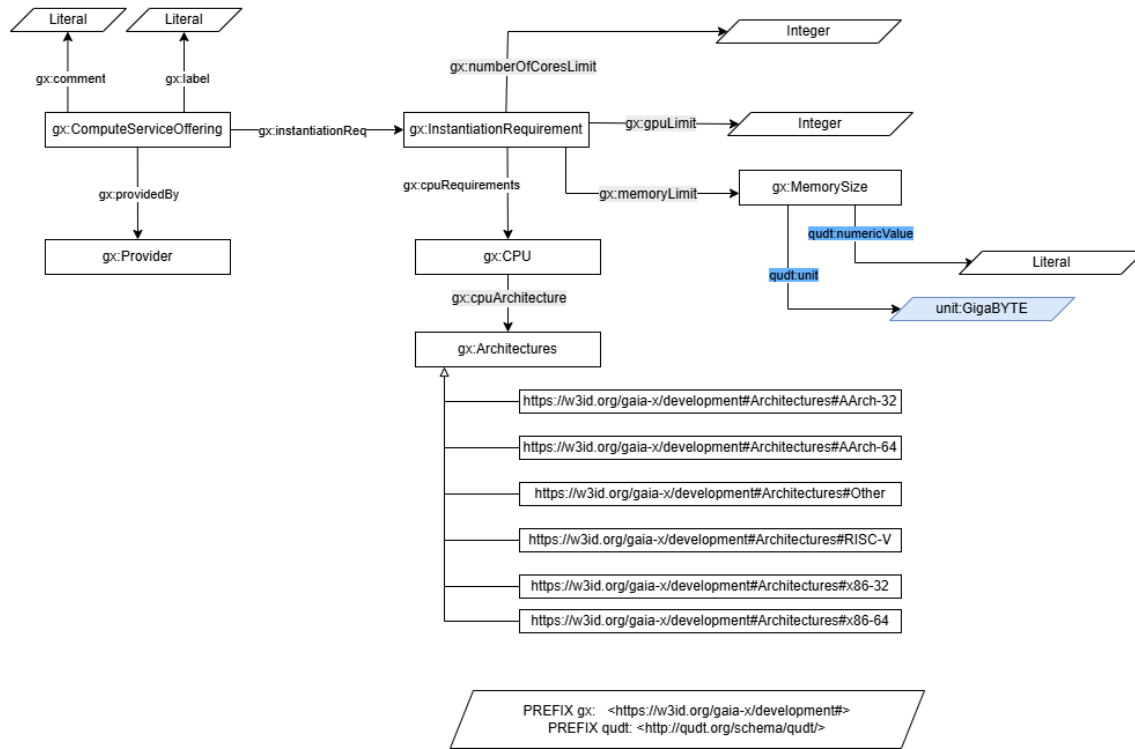 Literal
Literal
Integer
gx:numberOfCoresLimit
gx:comment
gx:label
gx:ComputeServiceOffering
gx:instantiationReq
gx:InstantiationRequirement
gx:gpuLimit
Integer
gx:providedBy
gx:cpuRequirements
gx:memoryLimit
gx:MemorySize
gx:Provider
gx:CPU
qudt:numericValue
Literal
qudt:unit
gx:cpuArchitecture
unit:GigaBYTE
gx:Architectures
https://w3id.org/gaia-x/development#Architectures#AArch-32
https://w3id.org/gaia-x/development#Architectures#AArch-64
https://w3id.org/gaia-x/development#Architectures#Other
https://w3id.org/gaia-x/development#Architectures#RISC-V
https://w3id.org/gaia-x/development#Architectures#x86-32
https://w3id.org/gaia-x/development#Architectures#x86-64
PREFIX gx: <https://w3id.org/gaia-x/development#>
PREFIX qudt: <http://qudt.org/schema/qudt/>